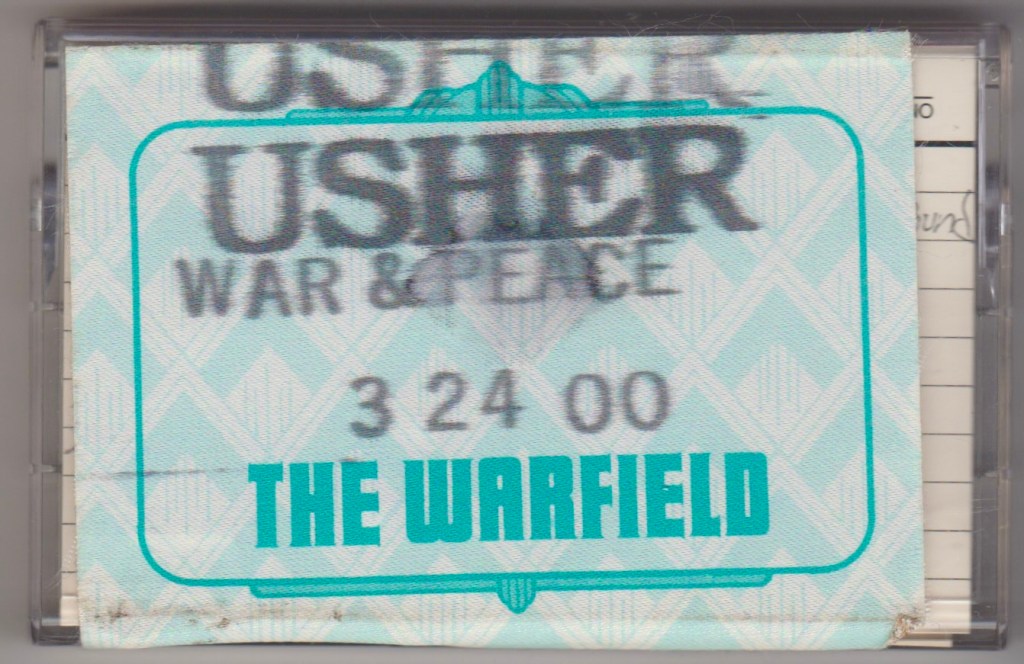 USHER
USHER
WAR & PEACE
3 24 00
THE WARFIELD
NO